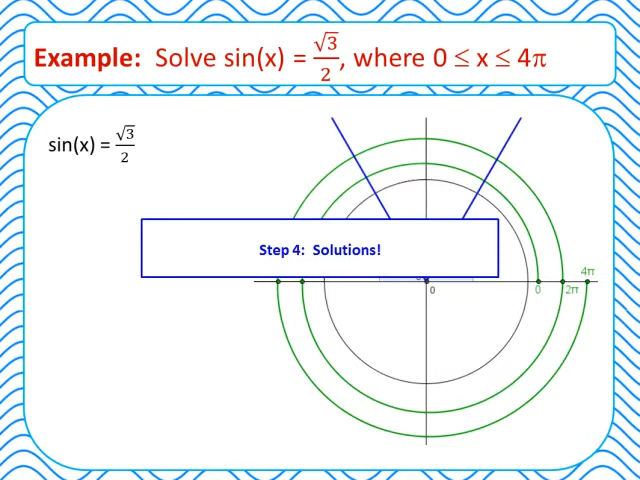 Example: Solve sin(x) = √3/2, where 0 ≤ x ≤ 4π
sin(x) = √3/2
Step 4: Solutions!
4π
0
0
2π